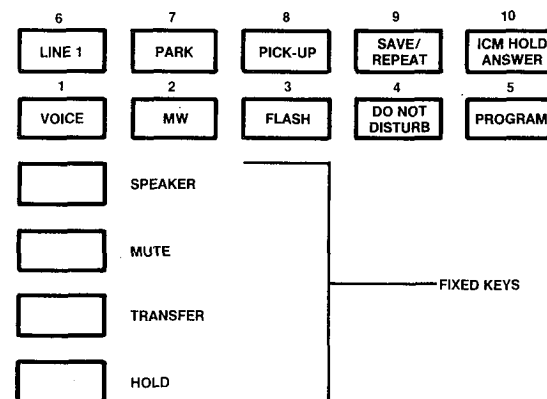 6 7 8 9 10
LINE 1 PARK PICK-UP SAVE/ REPEAT ICM HOLD ANSWER
1 2 3 4 5
VOICE MW FLASH DO NOT DISTURB PROGRAM
SPEAKER
MUTE
FIXED KEYS
TRANSFER
HOLD